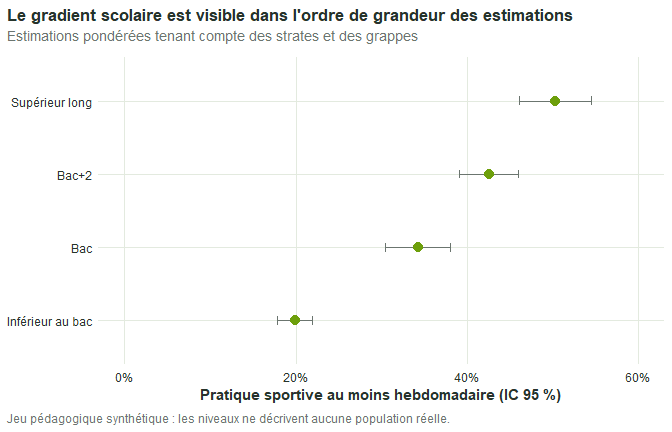 Le gradient scolaire est visible dans l'ordre de grandeur des estimations
Estimations pondérées tenant compte des strates et des grappes
Supérieur long
Bac+2
Bac
Inférieur au bac
0% 20% 40% 60%
Pratique sportive au moins hebdomadaire (IC 95 %)
Jeu pédagogique synthétique : les niveaux ne décrivent aucune population réelle.